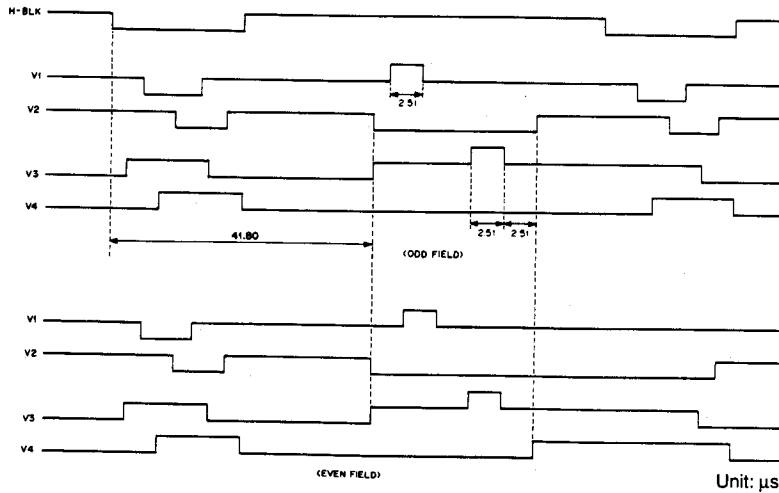 H-BLK
V1
2.51
V2
V3
V4
2.51 2.51
41.80
(ODD FIELD)
V1
V2
V3
V4
(EVEN FIELD)
Unit: μs